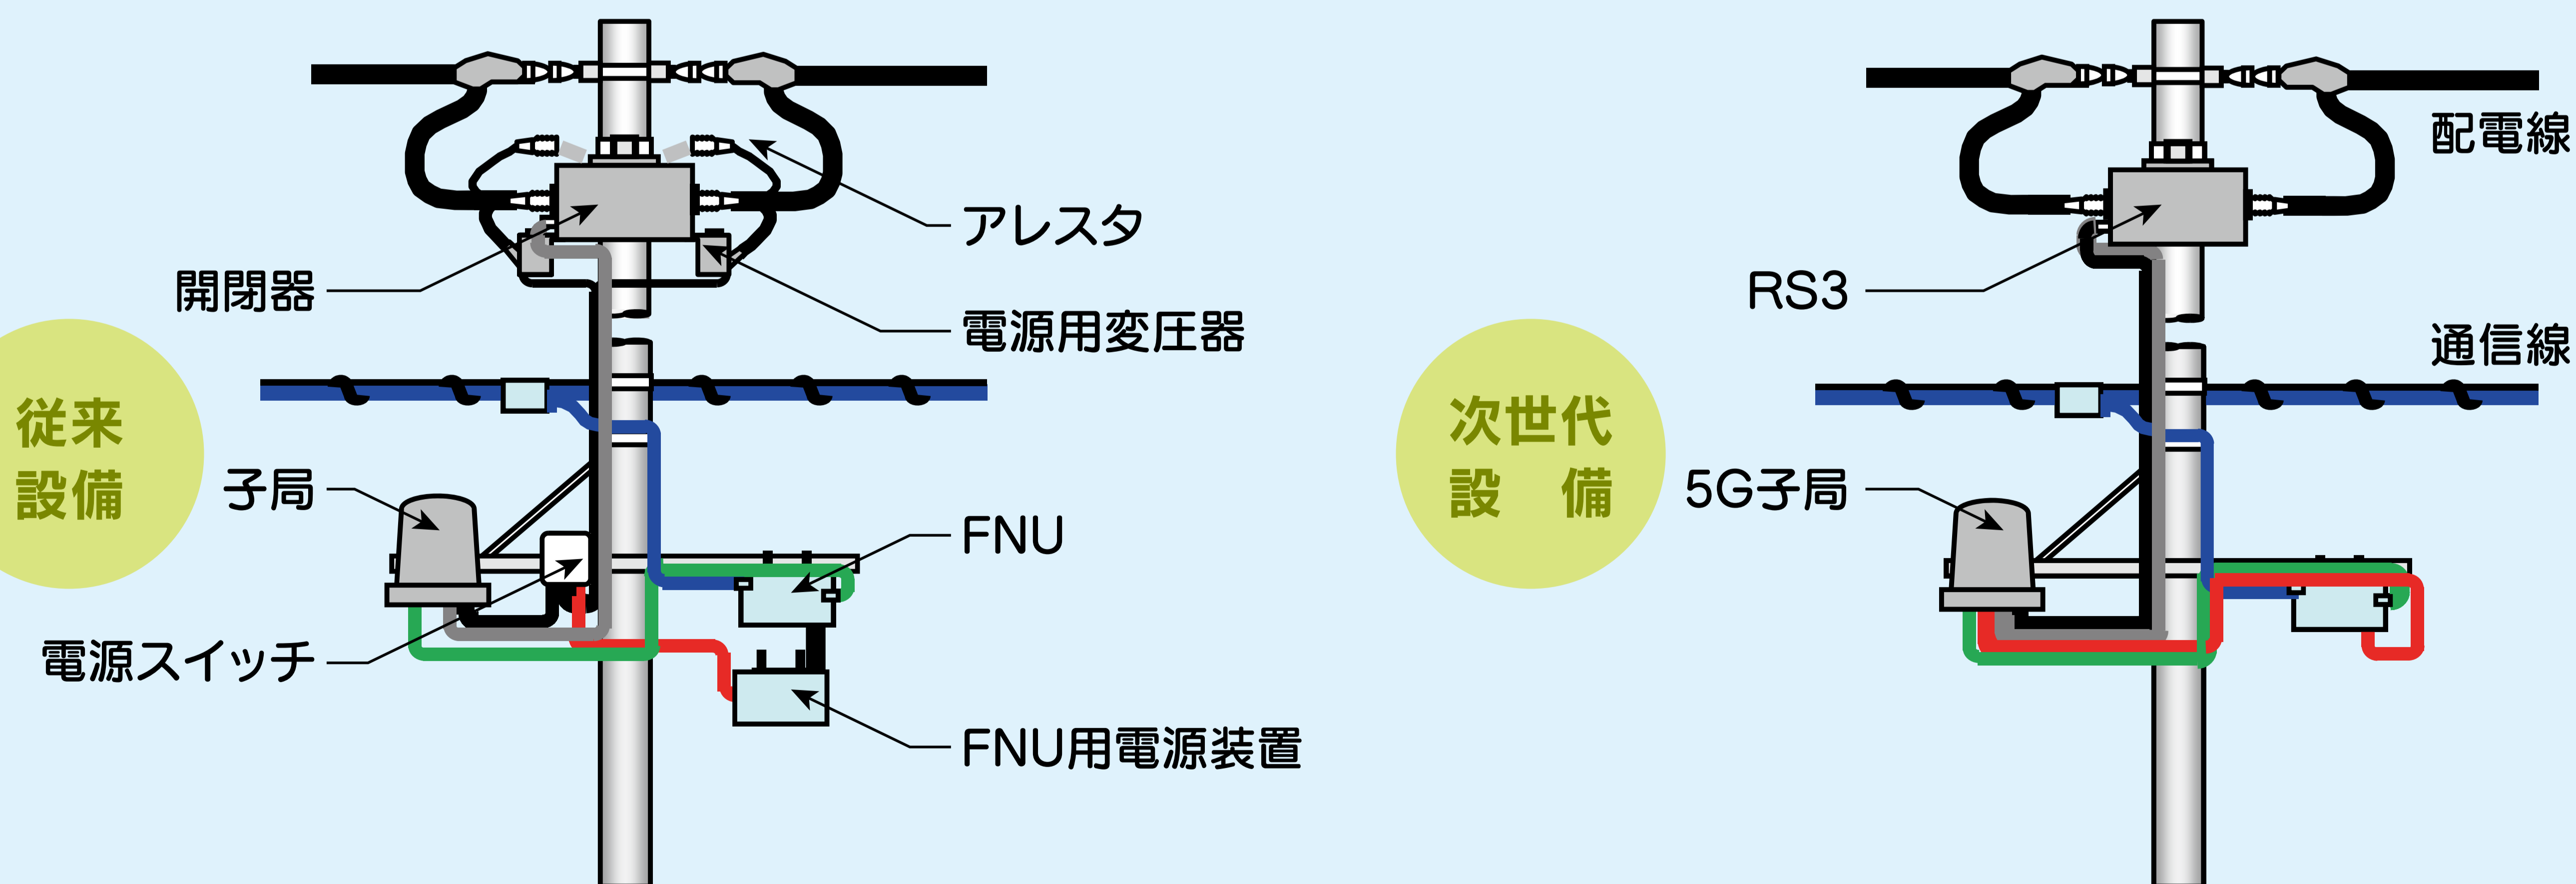 従来
設備
アレスタ
開閉器
電源用変圧器
子局
FNU
電源スイッチ
FNU用電源装置
次世代
設　備
配電線
RS3
通信線
5G子局